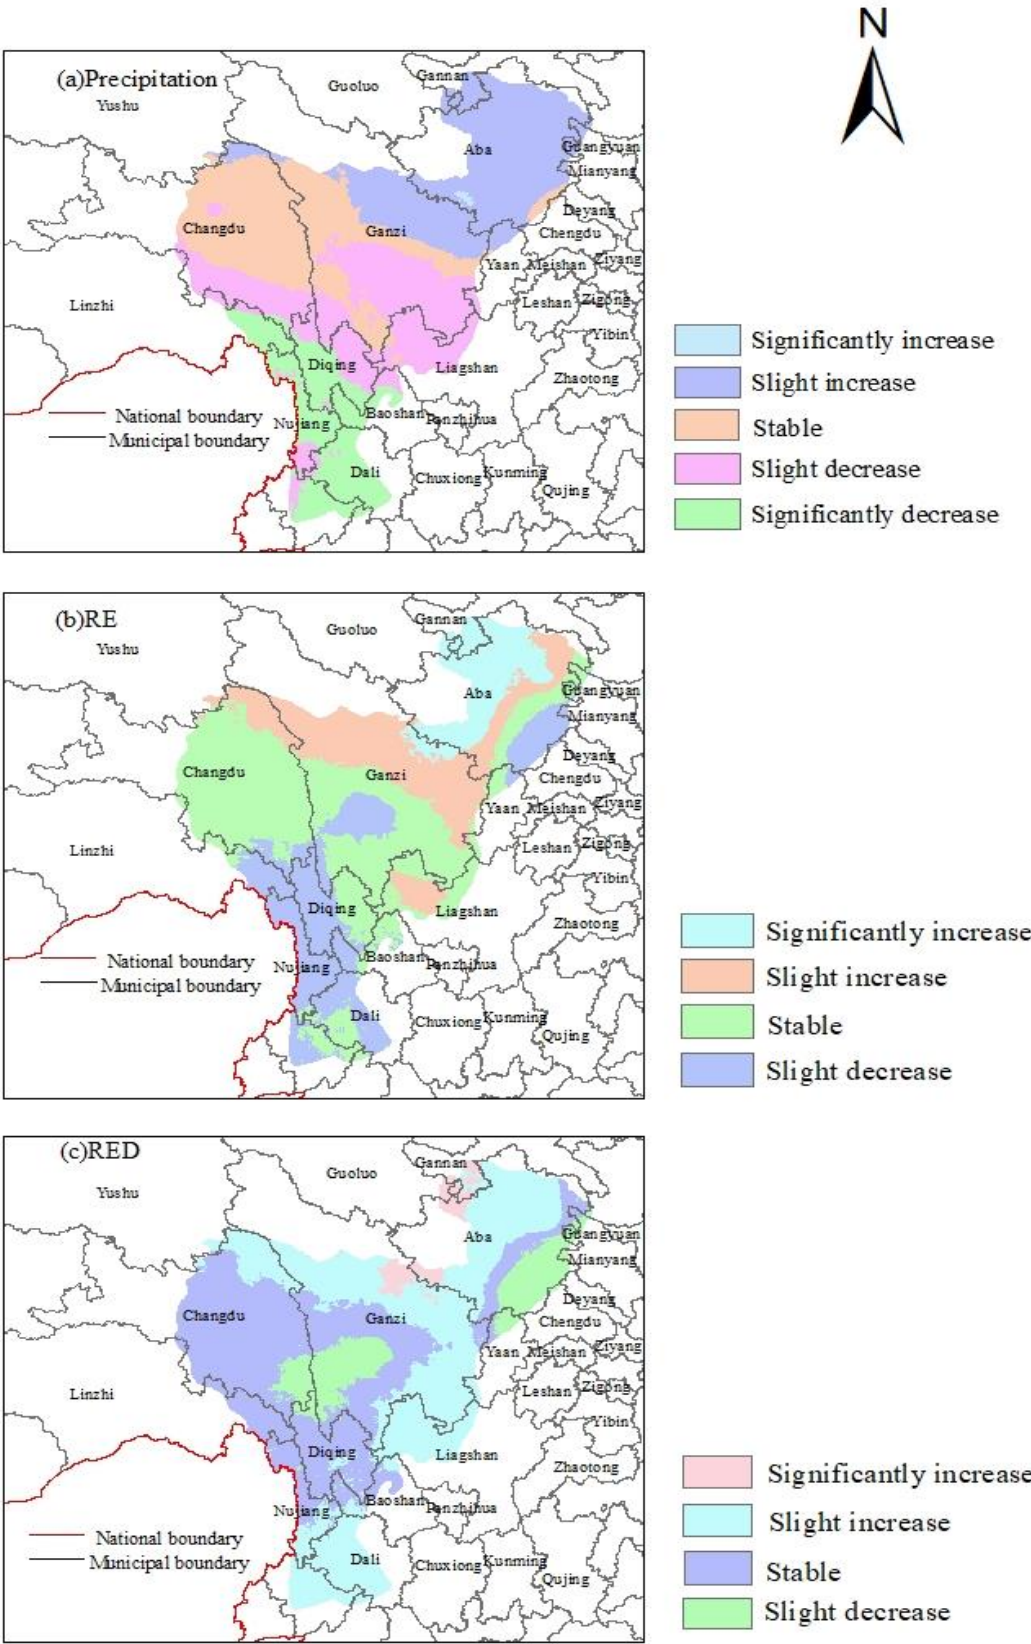 N
(a)Precipitation
Yushu
Guoluo
Gannan
Aba
Guangyuan
Mianyang
Deyang
Chengdu
Changdu
Ganzi
Yaan Meishan Ziyang
Linzhi
Leshan Zigong
Yibin
Diqing
Liagshan
Zhaotong
National boundary
Municipal boundary
Nujiang
Baoshan Panzhihua
Dali
Chuxiong Kunming
Qujing
Significantly increase
Slight increase
Stable
Slight decrease
Significantly decrease
(b)RE
Yushu
Guoluo
Gannan
Aba
Guangyuan
Mianyang
Deyang
Chengdu
Changdu
Ganzi
Yaan Meishan Ziyang
Linzhi
Leshan Zigong
Yibin
Diqing
Liagshan
Zhaotong
National boundary
Municipal boundary
Nujiang
Baoshan Panzhihua
Dali
Chuxiong Kunming
Qujing
Significantly increase
Slight increase
Stable
Slight decrease
(c)RED
Yushu
Guoluo
Gannan
Aba
Guangyuan
Mianyang
Deyang
Chengdu
Changdu
Ganzi
Yaan Meishan Ziyang
Linzhi
Leshan Zigong
Yibin
Diqing
Liagshan
Zhaotong
National boundary
Municipal boundary
Nujiang
Baoshan Panzhihua
Dali
Chuxiong Kunming
Qujing
Significantly increase
Slight increase
Stable
Slight decrease